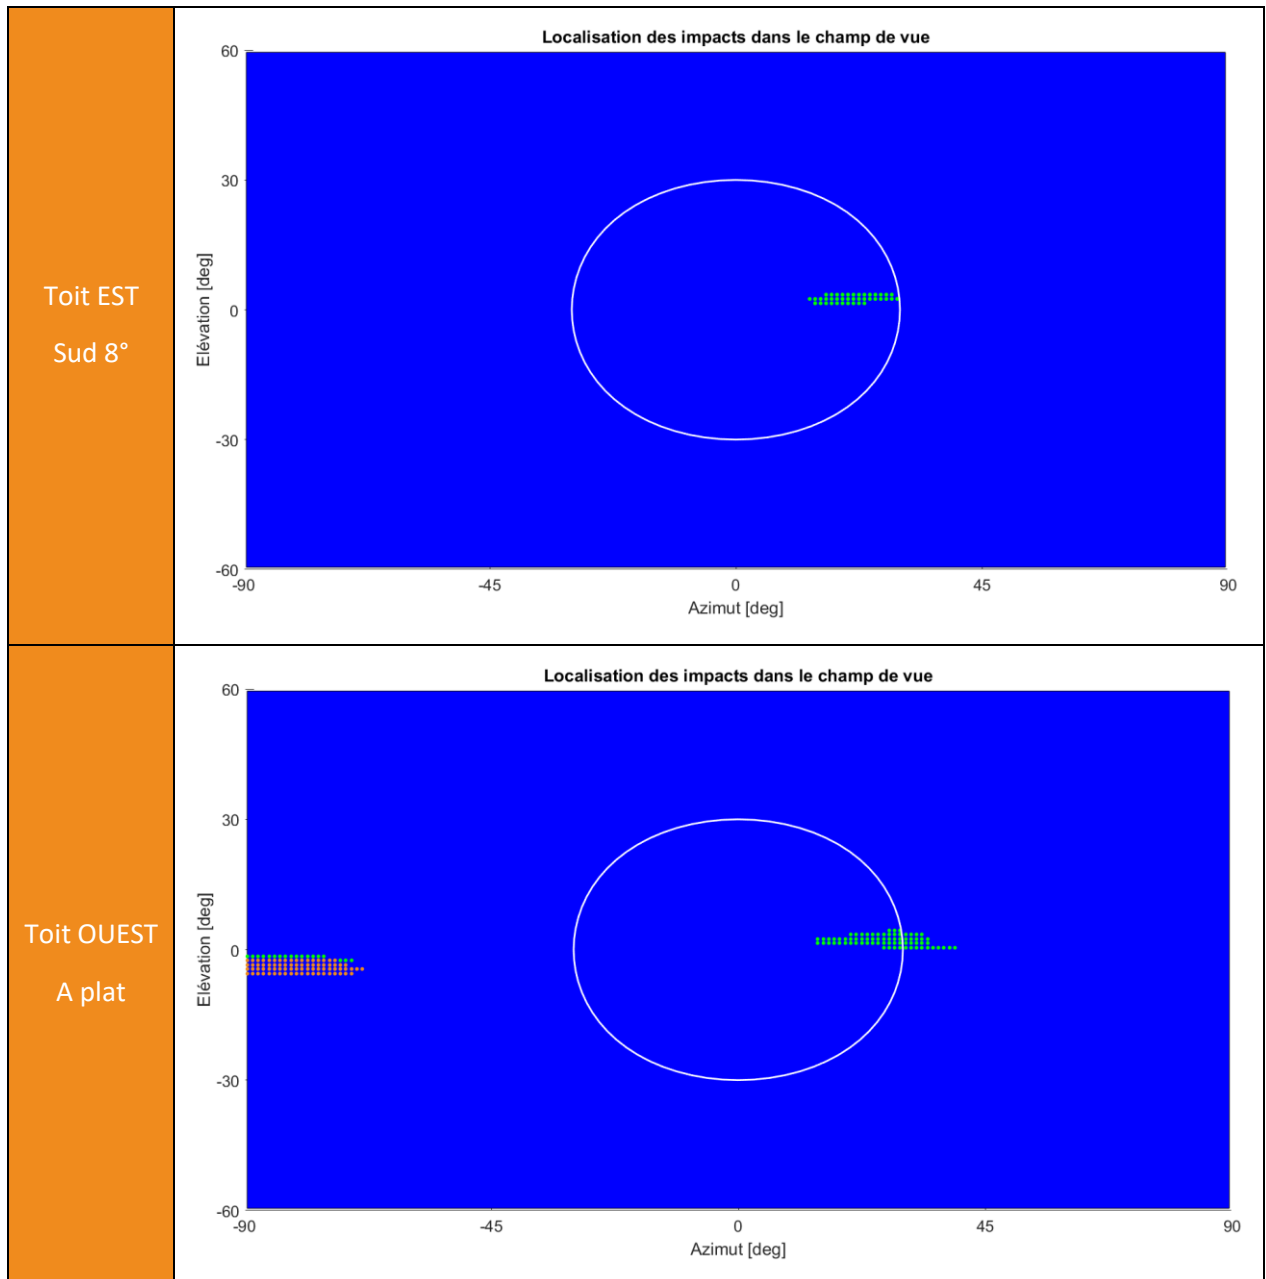 Toit EST
Sud 8°
Localisation des impacts dans le champ de vue
60
30
0
-30
-60
Elévation [deg]
-90
-45
0
45
90
Azimut [deg]
Toit OUEST
A plat
Localisation des impacts dans le champ de vue
60
30
0
-30
-60
Elévation [deg]
-90
-45
0
45
90
Azimut [deg]